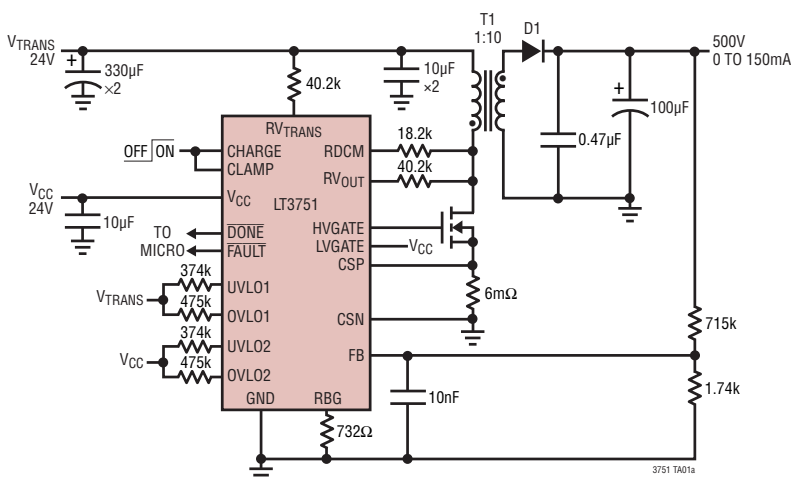 T1
1:10
D1
VTRANS
24V
+
330µF
×2
40.2k
10µF
×2
500V
0 TO 150mA
+
100µF
0.47µF
RVTRANS
OFF ON
CHARGE
CLAMP
RDCM
18.2k
RVOUT
40.2k
VCC
24V
VCC
LT3751
10µF
TO
MICRO
DONE
FAULT
HVGATE
LVGATE
VCC
CSP
374k
UVLO1
VTRANS
475k
OVLO1
6mΩ
CSN
374k
UVLO2
VCC
475k
OVLO2
FB
715k
1.74k
10nF
GND
RBG
732Ω
3751 TA01a